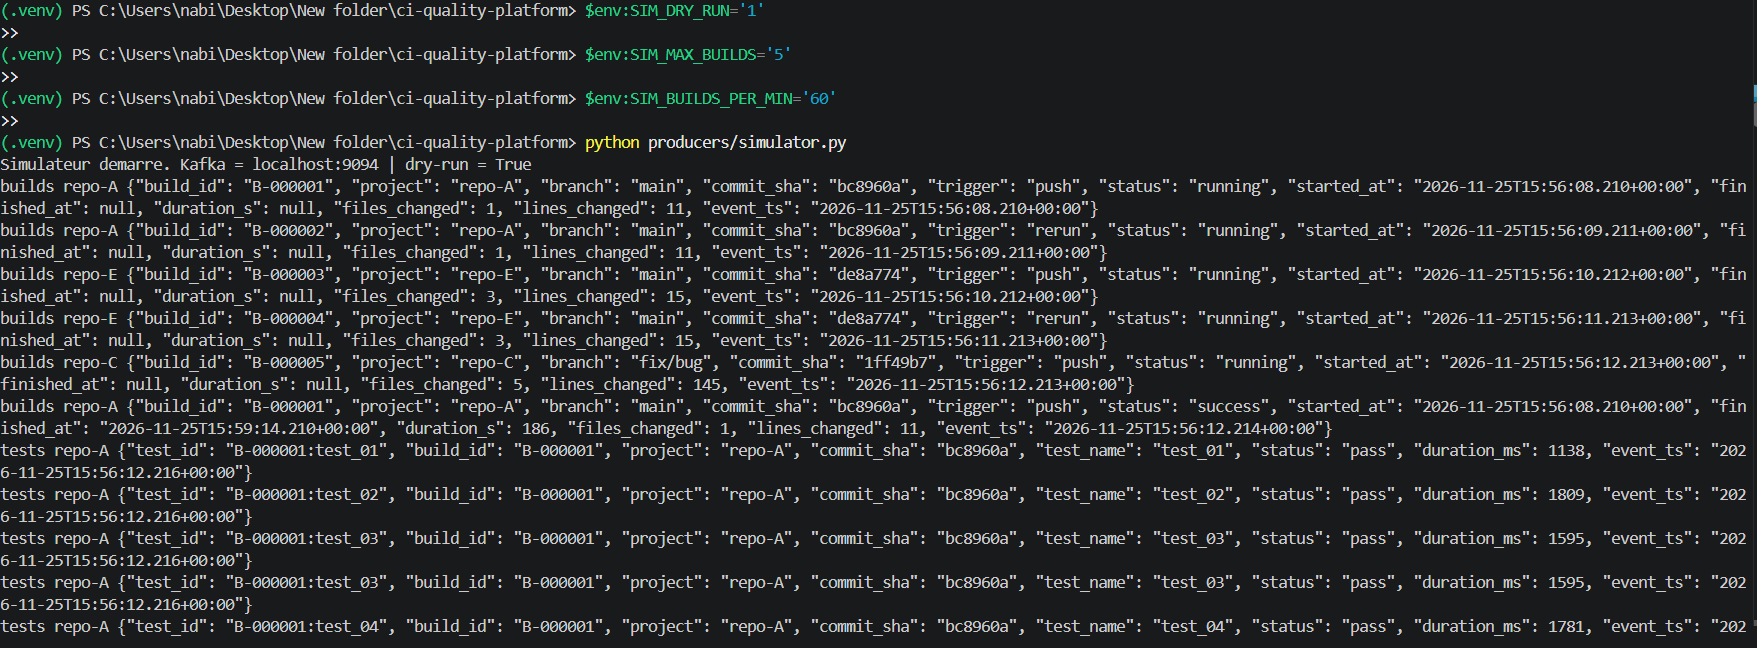 (.venv) PS C:\Users\nabi\Desktop\New folder\ci-quality-platform> $env:SIM_DRY_RUN='1'
>>
(.venv) PS C:\Users\nabi\Desktop\New folder\ci-quality-platform> $env:SIM_MAX_BUILDS='5'
>>
(.venv) PS C:\Users\nabi\Desktop\New folder\ci-quality-platform> $env:SIM_BUILDS_PER_MIN='60'
>>
(.venv) PS C:\Users\nabi\Desktop\New folder\ci-quality-platform> python producers/simulator.py
Simulateur demarre. Kafka = localhost:9094 | dry-run = True
builds repo-A {"build_id": "B-000001", "project": "repo-A", "branch": "main", "commit_sha": "bc8960a", "trigger": "push", "status": "running", "started_at": "2026-11-25T15:56:08.210+00:00", "fin
ished_at": null, "duration_s": null, "files_changed": 1, "lines_changed": 11, "event_ts": "2026-11-25T15:56:08.210+00:00"}
builds repo-A {"build_id": "B-000002", "project": "repo-A", "branch": "main", "commit_sha": "bc8960a", "trigger": "rerun", "status": "running", "started_at": "2026-11-25T15:56:09.211+00:00", "fi
nished_at": null, "duration_s": null, "files_changed": 1, "lines_changed": 11, "event_ts": "2026-11-25T15:56:09.211+00:00"}
builds repo-E {"build_id": "B-000003", "project": "repo-E", "branch": "main", "commit_sha": "de8a774", "trigger": "push", "status": "running", "started_at": "2026-11-25T15:56:10.212+00:00", "fin
ished_at": null, "duration_s": null, "files_changed": 3, "lines_changed": 15, "event_ts": "2026-11-25T15:56:10.212+00:00"}
builds repo-E {"build_id": "B-000004", "project": "repo-E", "branch": "main", "commit_sha": "de8a774", "trigger": "rerun", "status": "running", "started_at": "2026-11-25T15:56:11.213+00:00", "fi
nished_at": null, "duration_s": null, "files_changed": 3, "lines_changed": 15, "event_ts": "2026-11-25T15:56:11.213+00:00"}
builds repo-C {"build_id": "B-000005", "project": "repo-C", "branch": "fix/bug", "commit_sha": "1ff49b7", "trigger": "push", "status": "running", "started_at": "2026-11-25T15:56:12.213+00:00", "
finished_at": null, "duration_s": null, "files_changed": 5, "lines_changed": 145, "event_ts": "2026-11-25T15:56:12.213+00:00"}
builds repo-A {"build_id": "B-000001", "project": "repo-A", "branch": "main", "commit_sha": "bc8960a", "trigger": "push", "status": "success", "started_at": "2026-11-25T15:56:08.210+00:00", "fin
ished_at": "2026-11-25T15:59:14.210+00:00", "duration_s": 186, "files_changed": 1, "lines_changed": 11, "event_ts": "2026-11-25T15:56:12.214+00:00"}
tests repo-A {"test_id": "B-000001:test_01", "build_id": "B-000001", "project": "repo-A", "commit_sha": "bc8960a", "test_name": "test_01", "status": "pass", "duration_ms": 1138, "event_ts": "202
6-11-25T15:56:12.216+00:00"}
tests repo-A {"test_id": "B-000001:test_02", "build_id": "B-000001", "project": "repo-A", "commit_sha": "bc8960a", "test_name": "test_02", "status": "pass", "duration_ms": 1809, "event_ts": "202
6-11-25T15:56:12.216+00:00"}
tests repo-A {"test_id": "B-000001:test_03", "build_id": "B-000001", "project": "repo-A", "commit_sha": "bc8960a", "test_name": "test_03", "status": "pass", "duration_ms": 1595, "event_ts": "202
6-11-25T15:56:12.216+00:00"}
tests repo-A {"test_id": "B-000001:test_03", "build_id": "B-000001", "project": "repo-A", "commit_sha": "bc8960a", "test_name": "test_03", "status": "pass", "duration_ms": 1595, "event_ts": "202
6-11-25T15:56:12.216+00:00"}
tests repo-A {"test_id": "B-000001:test_04", "build_id": "B-000001", "project": "repo-A", "commit_sha": "bc8960a", "test_name": "test_04", "status": "pass", "duration_ms": 1781, "event_ts": "202